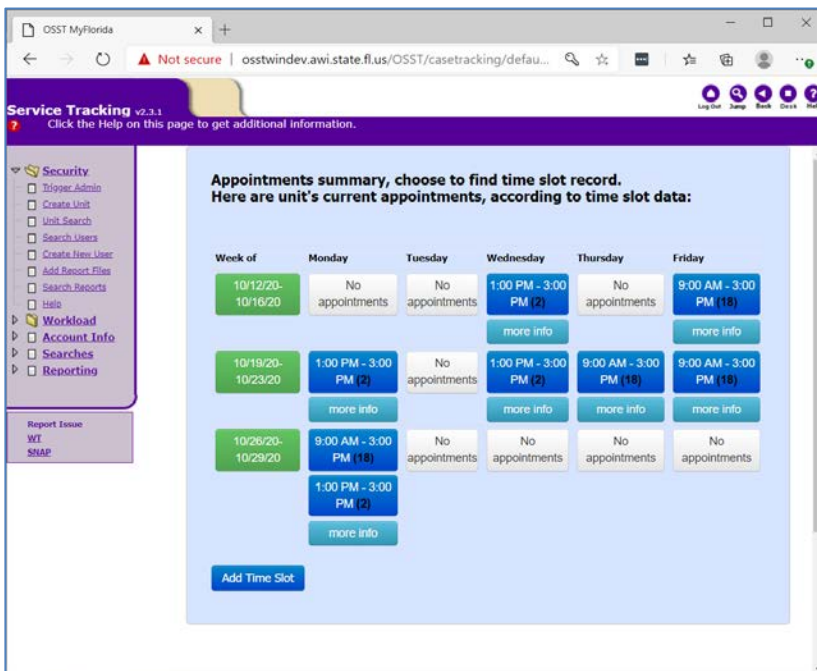 OSST MyFlorida
Not secure | osstwindev.awi.state.fl.us/OSST/casetracking/defau...
Service Tracking v2.3.1
Click the Help on this page to get additional information.
Log Out Jump Back Desk Help
Security
Trigger Admin
Create Unit
Unit Search
Search Users
Create New User
Add Report Files
Search Reports
Help
Workload
Account Info
Searches
Reporting
Report Issue
WT
SNAP
Appointments summary, choose to find time slot record.
Here are unit's current appointments, according to time slot data:
Week of Monday Tuesday Wednesday Thursday Friday
10/12/20- No No 1:00 PM - 3:00 No 9:00 AM - 3:00
10/16/20 appointments appointments PM (2) appointments PM (18)
more info more info
10/19/20- 1:00 PM - 3:00 No 1:00 PM - 3:00 9:00 AM - 3:00 9:00 AM - 3:00
10/23/20 PM (2) appointments PM (2) PM (18) PM (18)
more info more info more info more info
10/26/20- 9:00 AM - 3:00 No No No No
10/29/20 PM (18) appointments appointments appointments appointments
1:00 PM - 3:00
PM (2)
more info
Add Time Slot